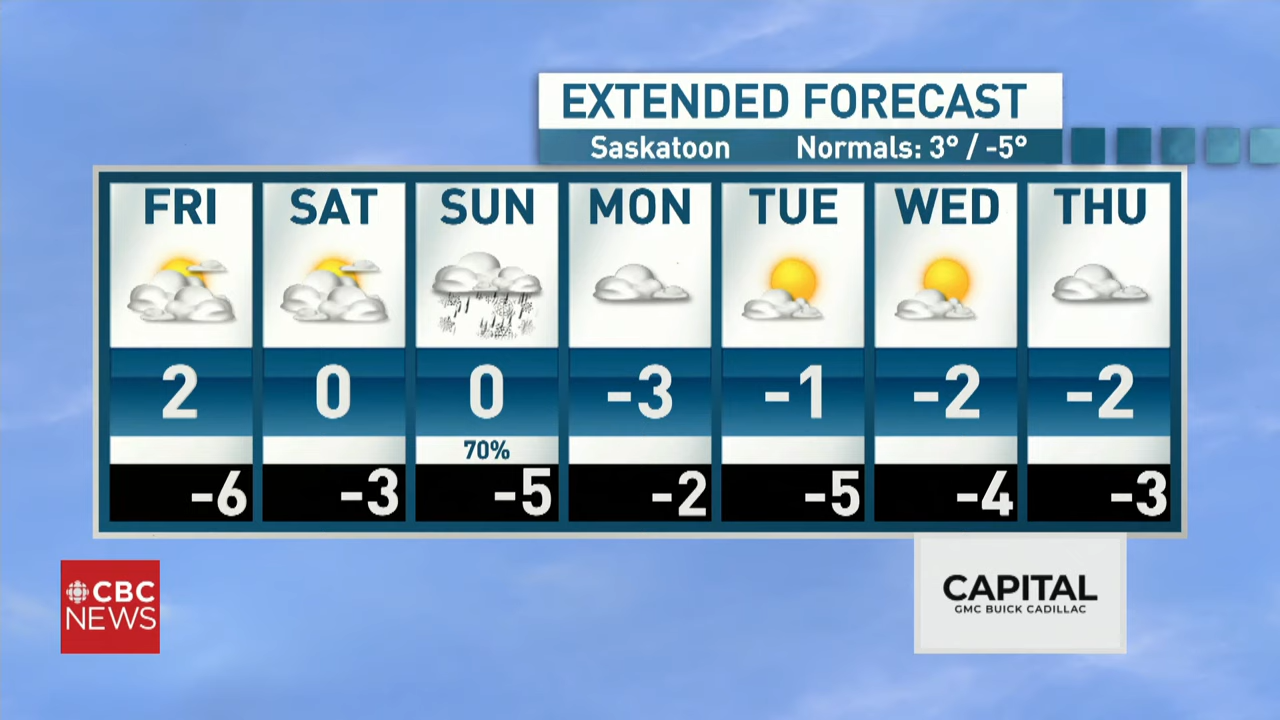 EXTENDED FORECAST
Saskatoon Normals: 3° / -5°
FRI SAT SUN MON TUE WED THU
2 0 0 -3 -1 -2 -2
70%
-6 -3 -5 -2 -5 -4 -3
CBC
NEWS
CAPITAL
GMC BUICK CADILLAC